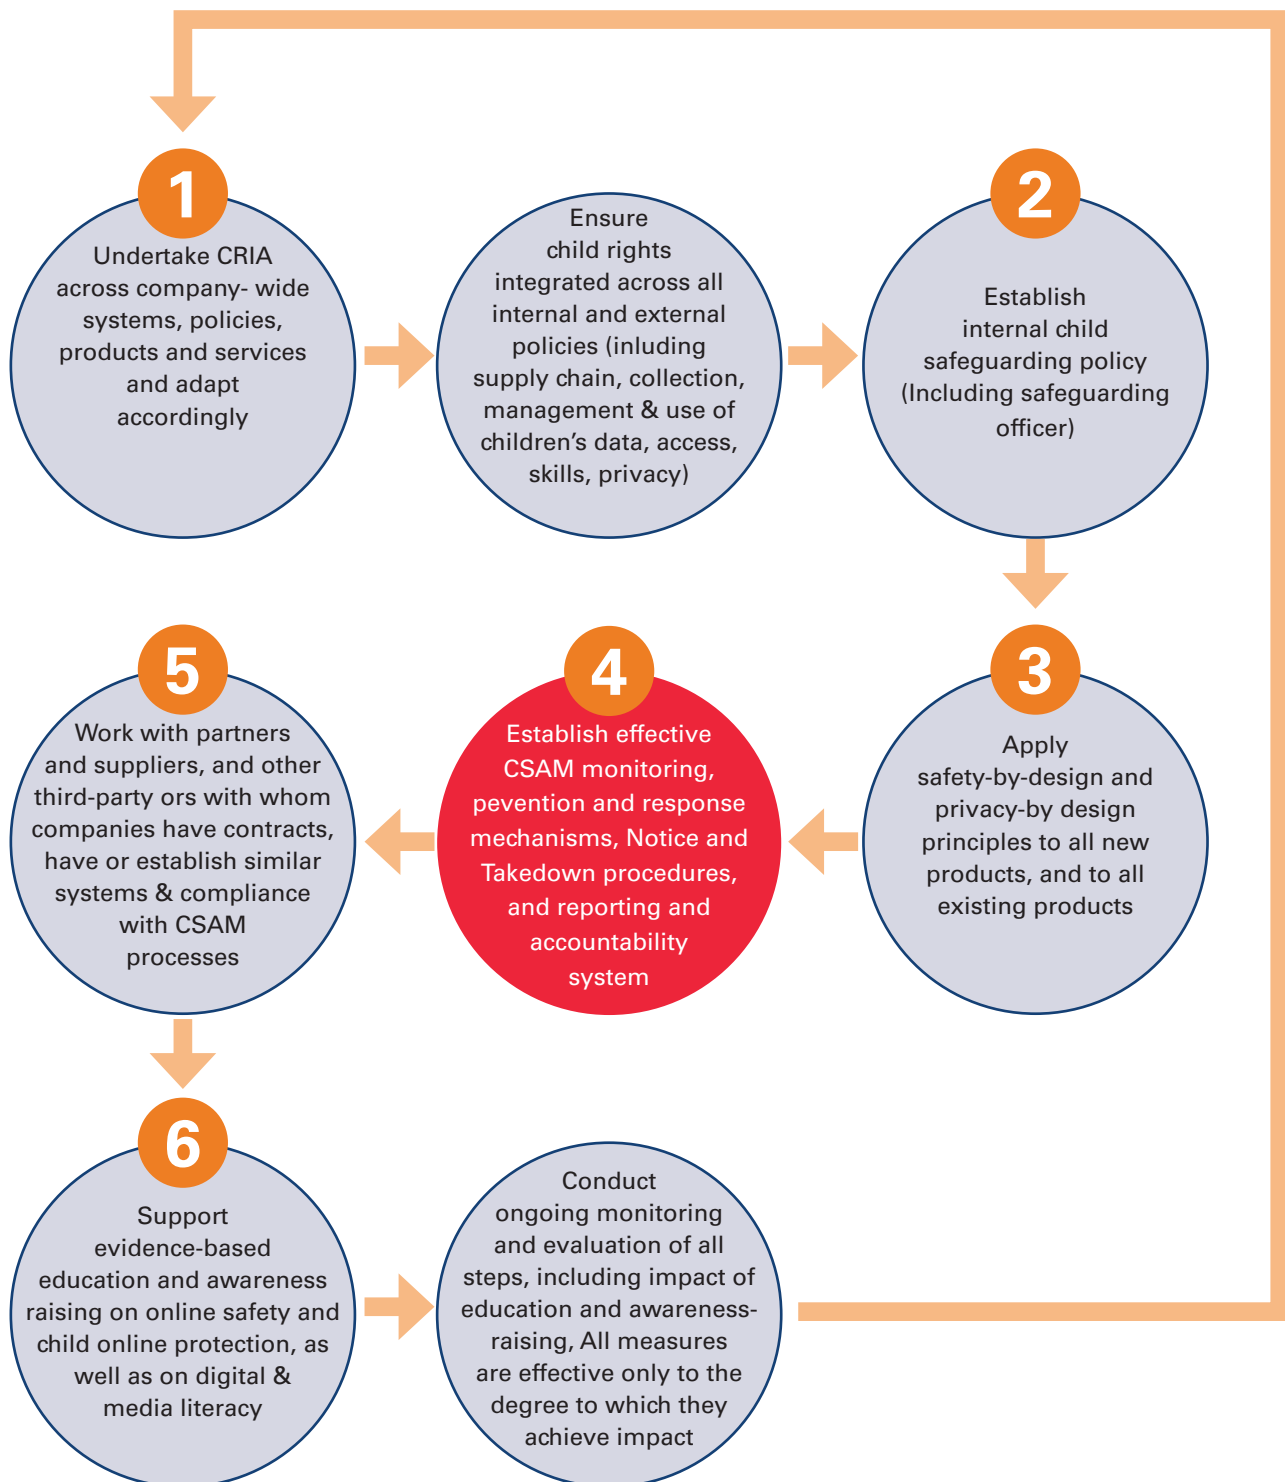 1
Undertake CRIA
across company- wide
systems, policies,
products and services
and adapt
accordingly
Ensure
child rights
integrated across all
internal and external
policies (inluding
supply chain, collection,
management & use of
children’s data, access,
skills, privacy)
2
Establish
internal child
safeguarding policy
(Including safeguarding
officer)
3
Apply
safety-by-design and
privacy-by design
principles to all new
products, and to all
existing products
4
Establish effective
CSAM monitoring,
pevention and response
mechanisms, Notice and
Takedown procedures,
and reporting and
accountability
system
5
Work with partners
and suppliers, and other
third-party ors with whom
companies have contracts,
have or establish similar
systems & compliance
with CSAM
processes
6
Support
evidence-based
education and awareness
raising on online safety and
child online protection, as
well as on digital &
media literacy
Conduct
ongoing monitoring
and evaluation of all
steps, including impact of
education and awareness-
raising, All measures
are effective only to the
degree to which they
achieve impact